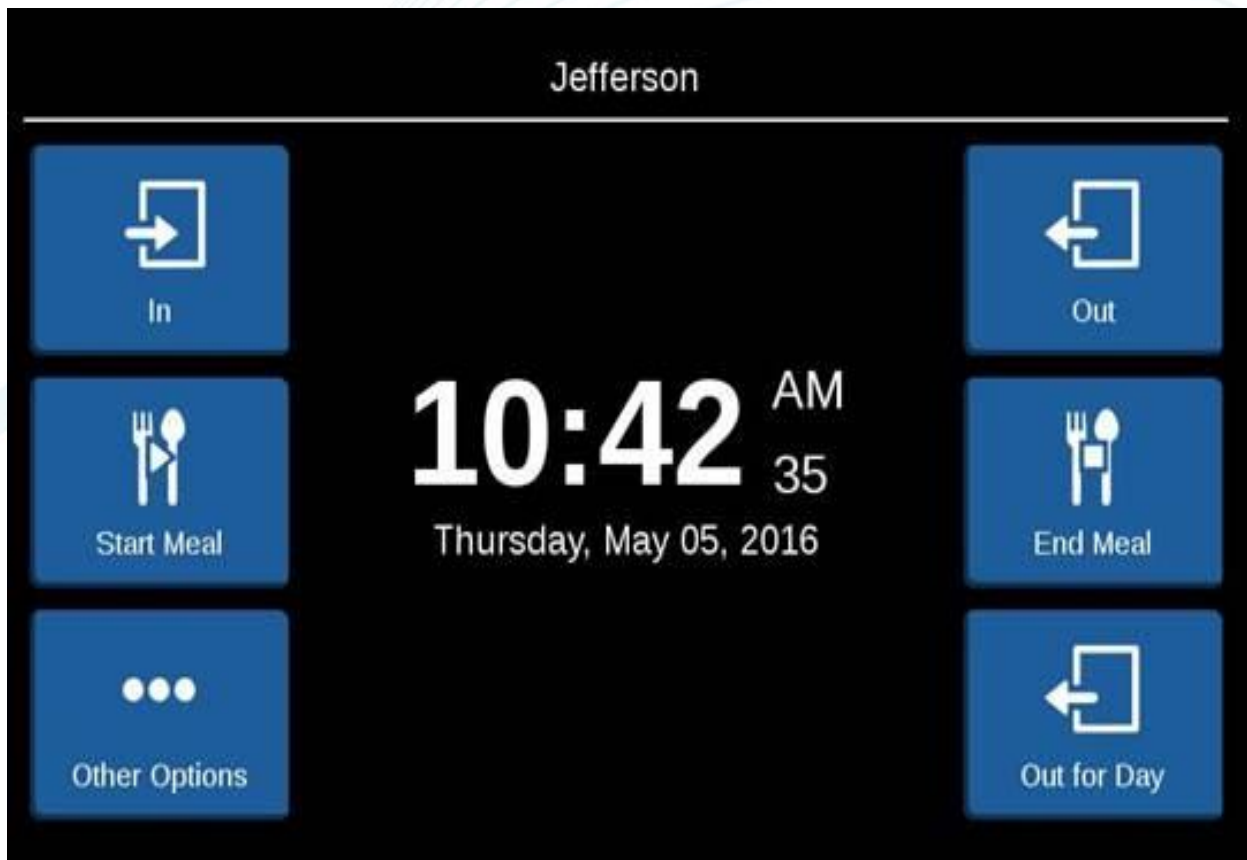 Jefferson
In
Out
10:42 AM
35
Thursday, May 05, 2016
Start Meal
End Meal
Other Options
Out for Day